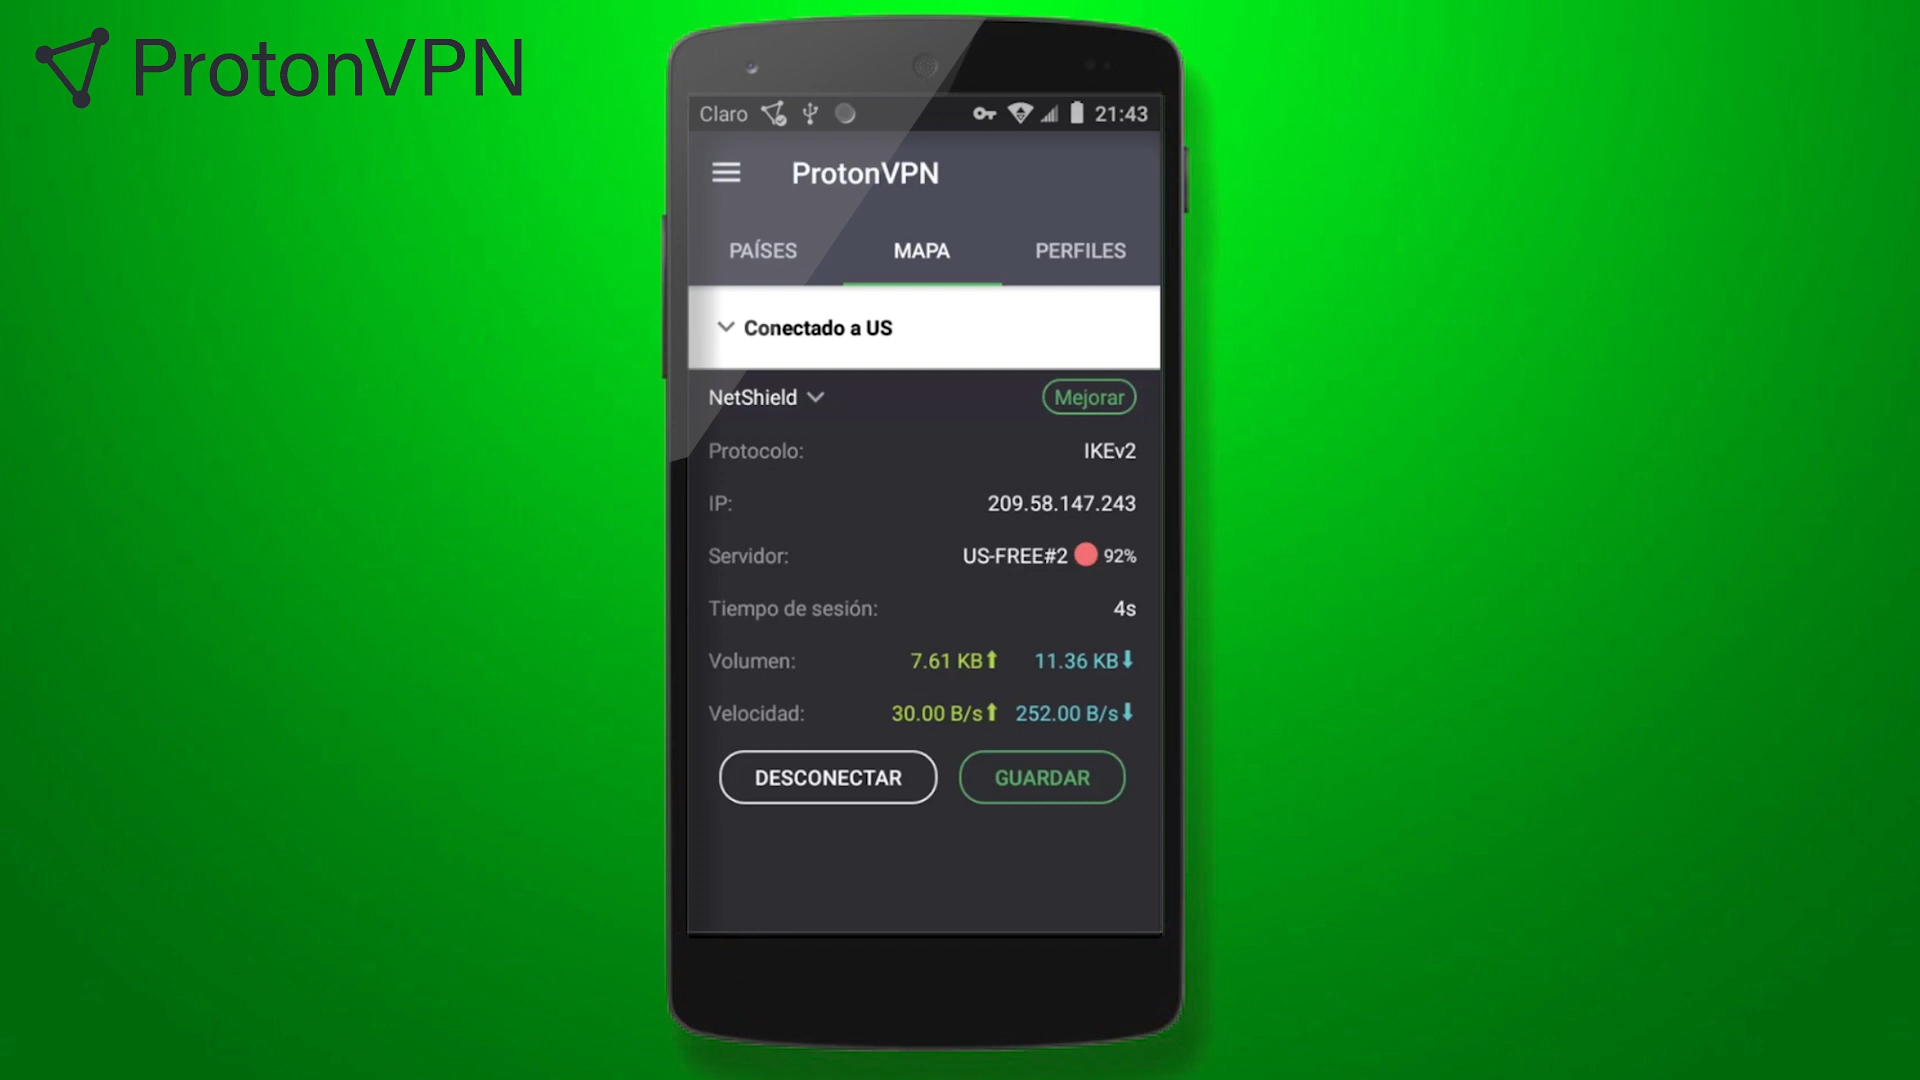 ProtonVPN
Claro 21:43
ProtonVPN
PAÍSES MAPA PERFILES
Conectado a US
NetShield Mejorar
Protocolo: IKEv2
IP: 209.58.147.243
Servidor: US-FREE#2 92%
Tiempo de sesión: 4s
Volumen: 7.61 KB 11.36 KB
Velocidad: 30.00 B/s 252.00 B/s
DESCONECTAR GUARDAR